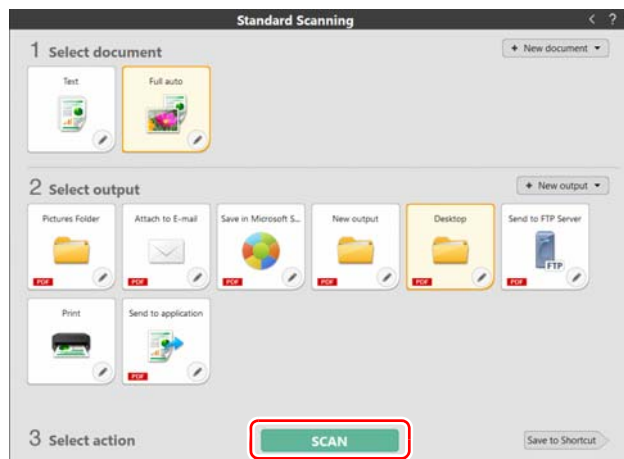 Standard Scanning < ?
1 Select document
+ New document
Text
Full auto
2 Select output
+ New output
Pictures Folder
Attach to E-mail
Save in Microsoft S...
New output
Desktop
Send to FTP Server
PDF
PDF
PDF
PDF
PDF
FTP
PDF
Print
Send to application
PDF
3 Select action
SCAN
Save to Shortcut